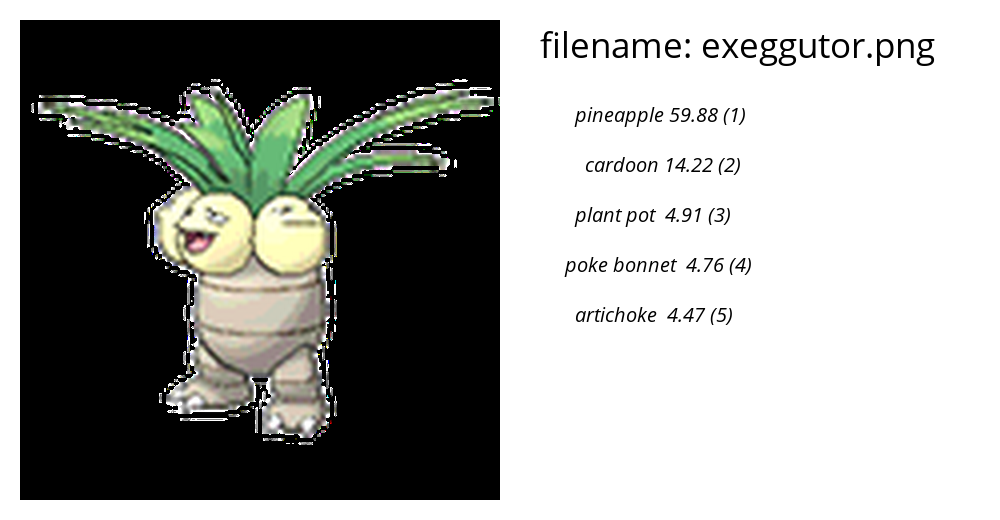 filename: exeggutor.png
pineapple 59.88 (1)
cardoon 14.22 (2)
plant pot 4.91 (3)
poke bonnet 4.76 (4)
artichoke 4.47 (5)